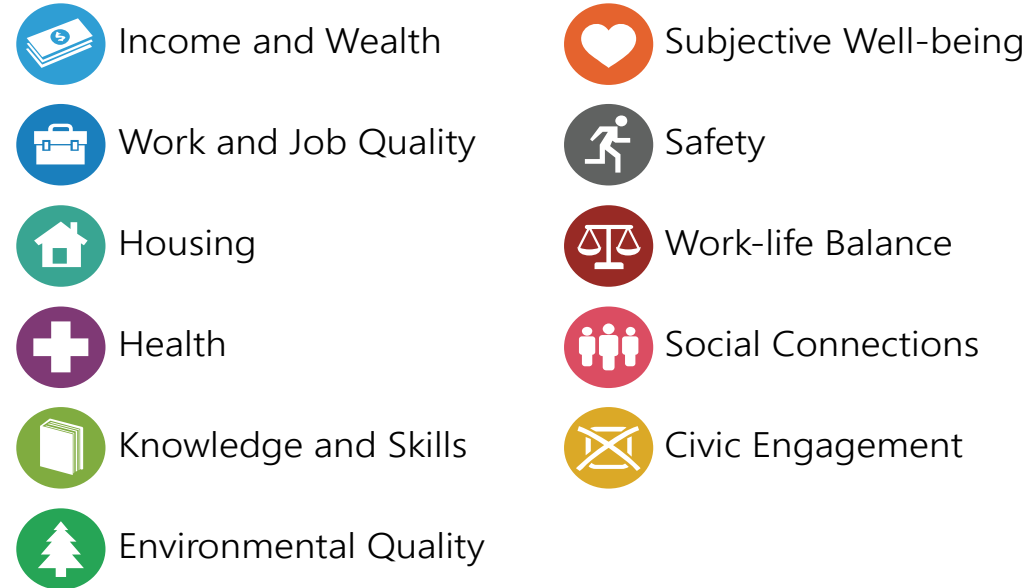 Income and Wealth
Work and Job Quality
Housing
Health
Knowledge and Skills
Environmental Quality
Subjective Well-being
Safety
Work-life Balance
Social Connections
Civic Engagement